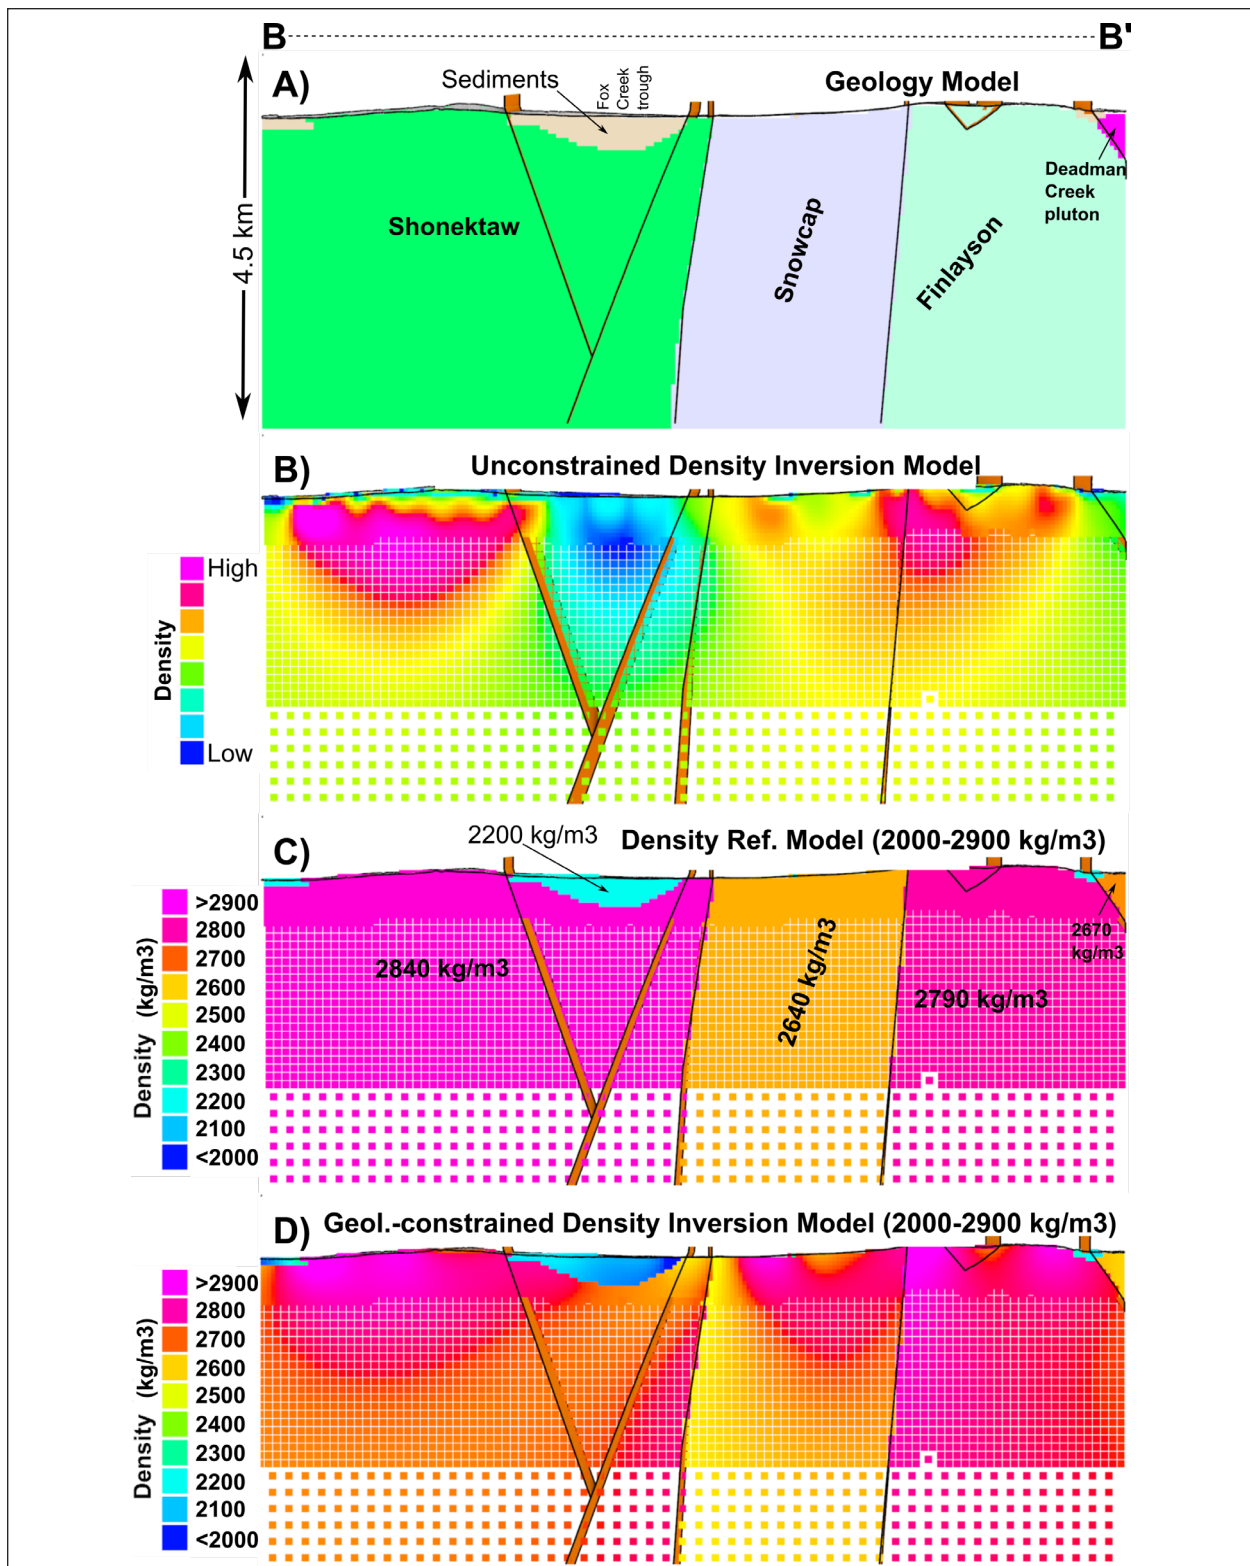 B B'
A)
Sediments
Fox
Creek
trough
Geology Model
4.5 km
Shonektaw
Snowcap
Finlayson
Deadman
Creek
pluton
B)
Unconstrained Density Inversion Model
Density
High
Low
C)
2200 kg/m3
Density Ref. Model (2000-2900 kg/m3)
Density (kg/m3)
>2900
2800
2700
2600
2500
2400
2300
2200
2100
<2000
2840 kg/m3
2640 kg/m3
2790 kg/m3
2670
kg/m3
D)
Geol.-constrained Density Inversion Model (2000-2900 kg/m3)
Density (kg/m3)
>2900
2800
2700
2600
2500
2400
2300
2200
2100
<2000